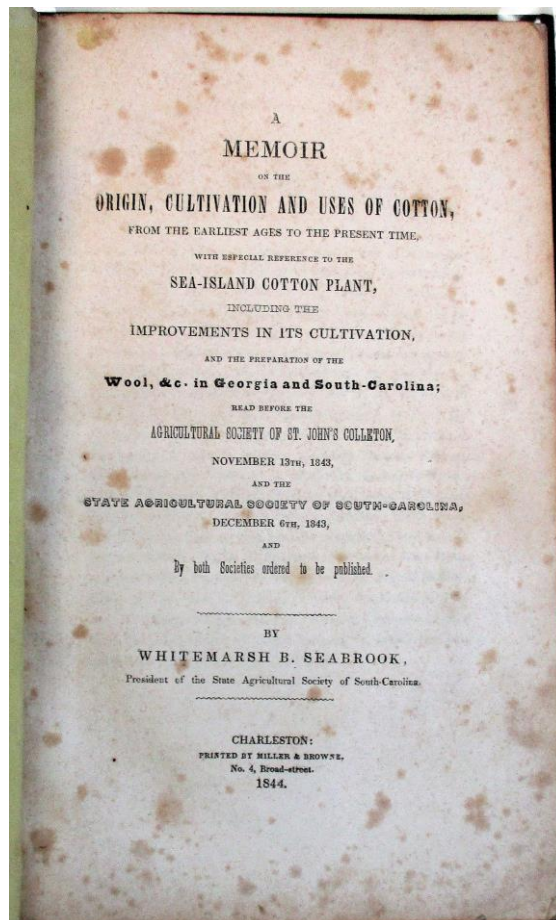 A
MEMOIR
ON THE
ORIGIN, CULTIVATION AND USES OF COTTON,
FROM THE EARLIEST AGES TO THE PRESENT TIME,
WITH ESPECIAL REFERENCE TO THE
SEA-ISLAND COTTON PLANT,
INCLUDING THE
IMPROVEMENTS IN ITS CULTIVATION,
AND THE PREPARATION OF THE
Wool, &c. in Georgia and South-Carolina;
READ BEFORE THE
AGRICULTURAL SOCIETY OF ST. JOHN'S COLLETON,
NOVEMBER 13TH, 1843,
AND THE
STATE AGRICULTURAL SOCIETY OF SOUTH-CAROLINA,
DECEMBER 6TH, 1843,
AND
By both Societies ordered to be published.
BY
WHITEMARSH B. SEABROOK,
President of the State Agricultural Society of South-Carolina.
CHARLESTON:
PRINTED BY MILLER & BROWNE,
No. 4, Broad-street.
1844.